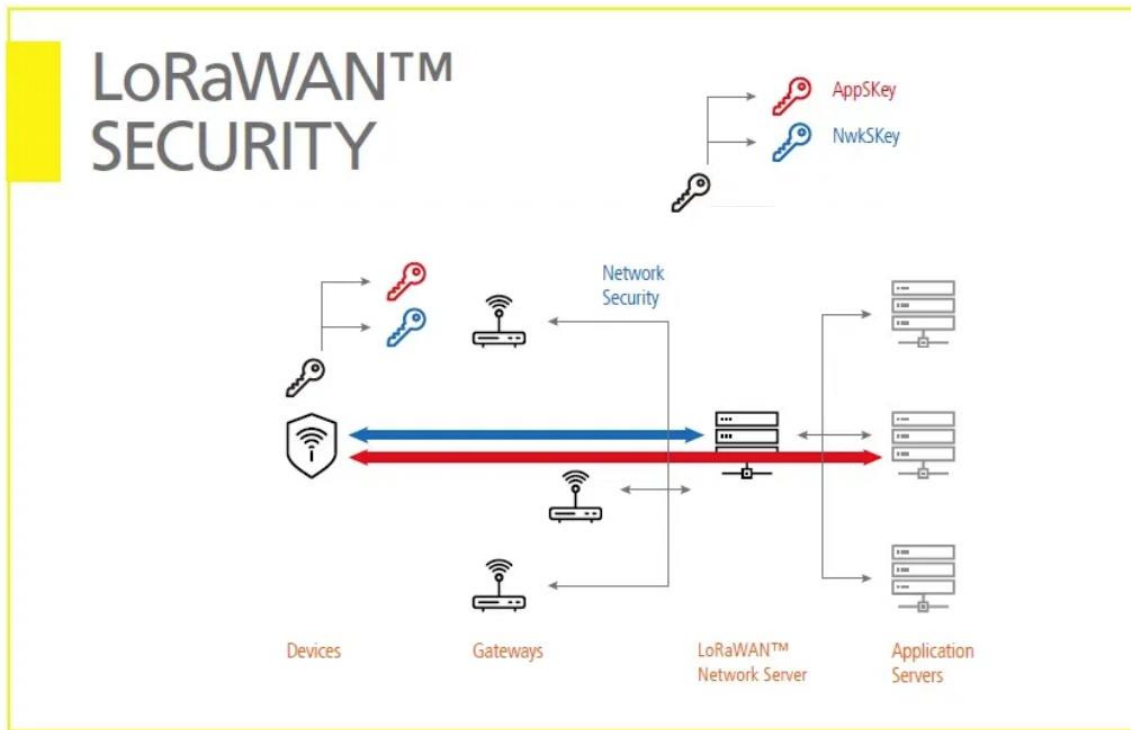 LoRaWAN™
SECURITY
AppSKey
NwkSKey
Network
Security
Devices
Gateways
LoRaWAN™
Network Server
Application
Servers